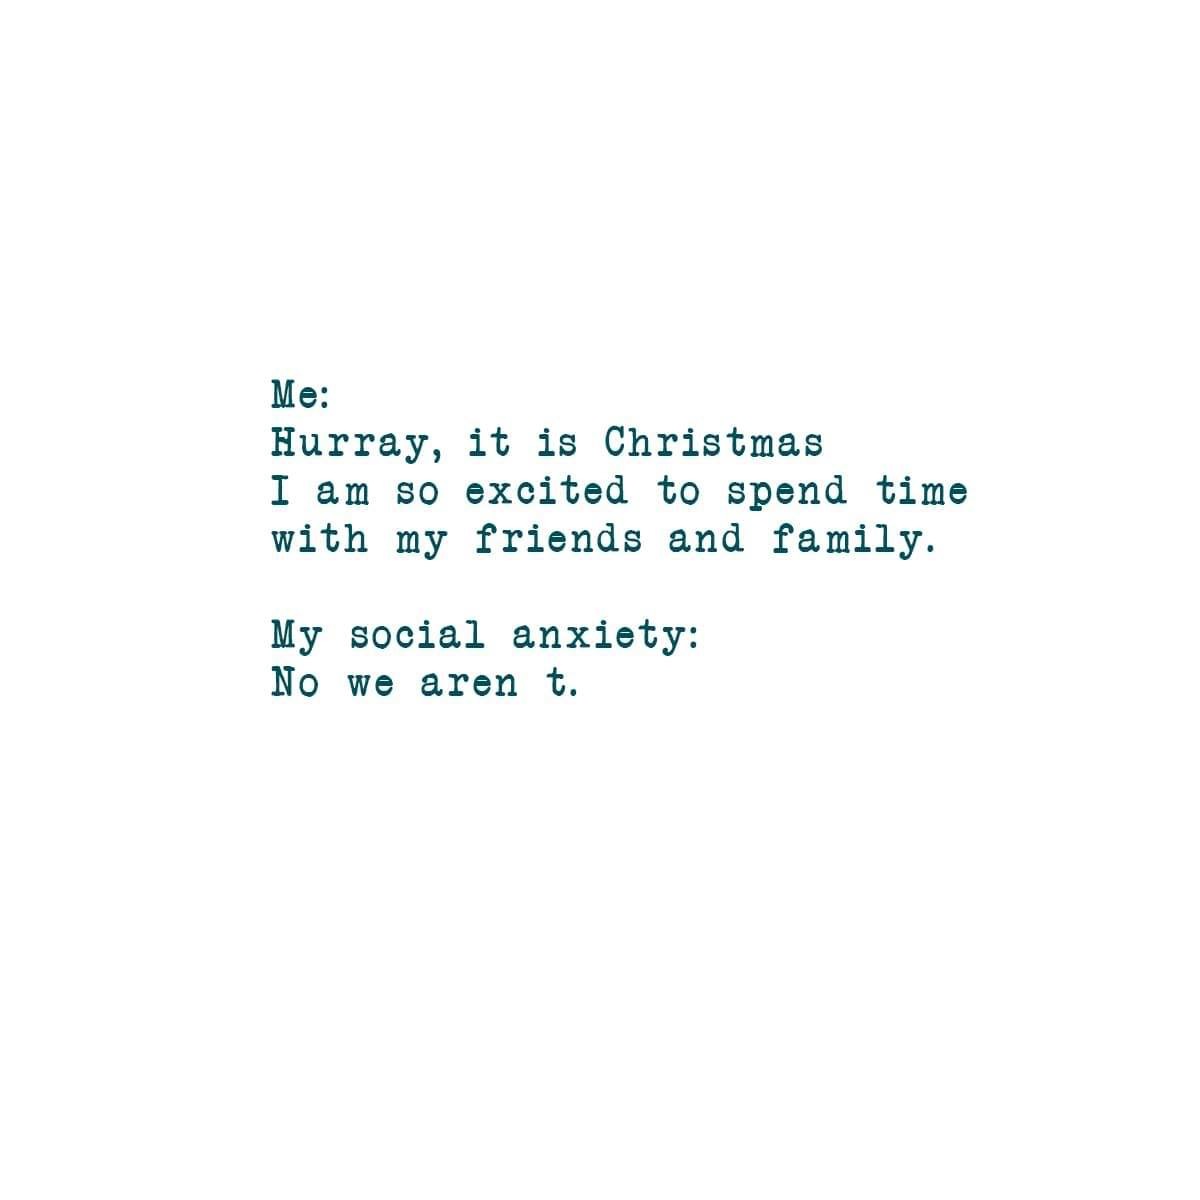 Me:
Hurray, it is Christmas
I am so excited to spend time
with my friends and family.
My social anxiety:
No we aren t.